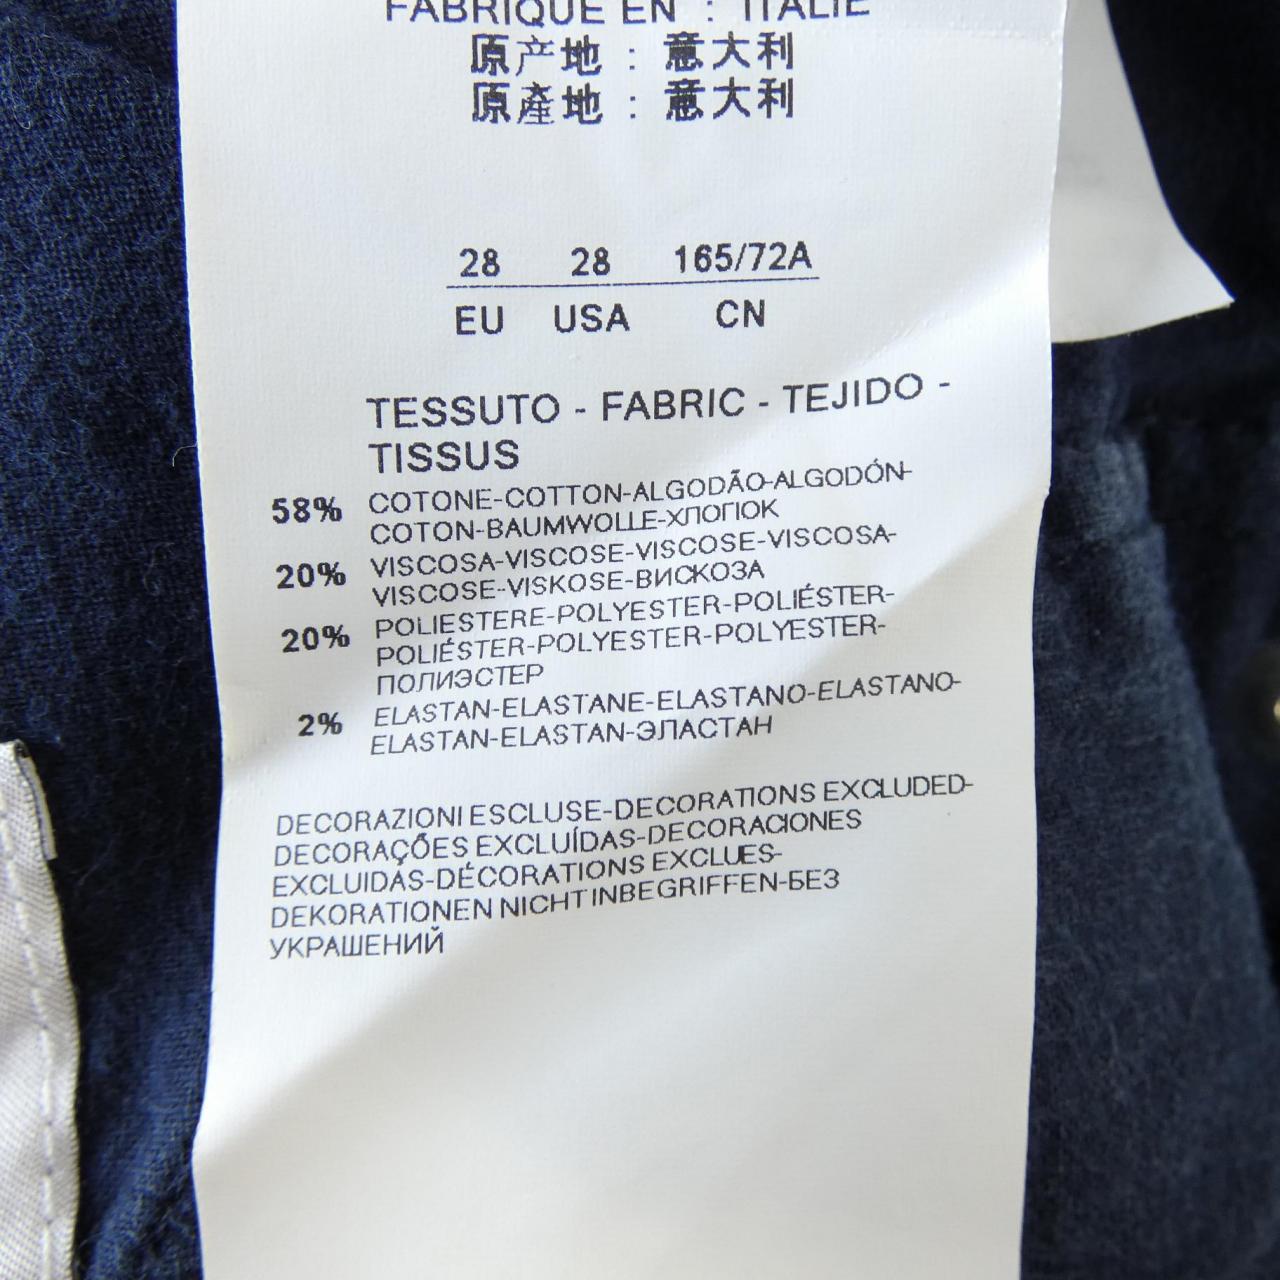 FABRIQUE EN : ITALIE
原产地 : 意大利
原產地 : 意大利
28 28 165/72A
EU USA CN
TESSUTO - FABRIC - TEJIDO -
TISSUS
58% COTONE-COTTON-ALGODÃO-ALGODÓN-
COTON-BAUMWOLLE-ХЛОПОК
20% VISCOSA-VISCOSE-VISCOSE-VISCOSA-
VISCOSE-VISKOSE-ВИСКОЗА
20% POLIESTERE-POLYESTER-POLIÉSTER-
POLIÉSTER-POLYESTER-POLYESTER-
ПОЛИЭСТЕР
2% ELASTAN-ELASTANE-ELASTANO-ELASTANO-
ELASTAN-ELASTAN-ЭЛАСТАН
DECORAZIONI ESCLUSE-DECORATIONS EXCLUDED-
DECORAÇÕES EXCLUÍDAS-DECORACIONES
EXCLUIDAS-DÉCORATIONS EXCLUES-
DEKORATIONEN NICHT INBEGRIFFEN-БЕЗ
УКРАШЕНИЙ